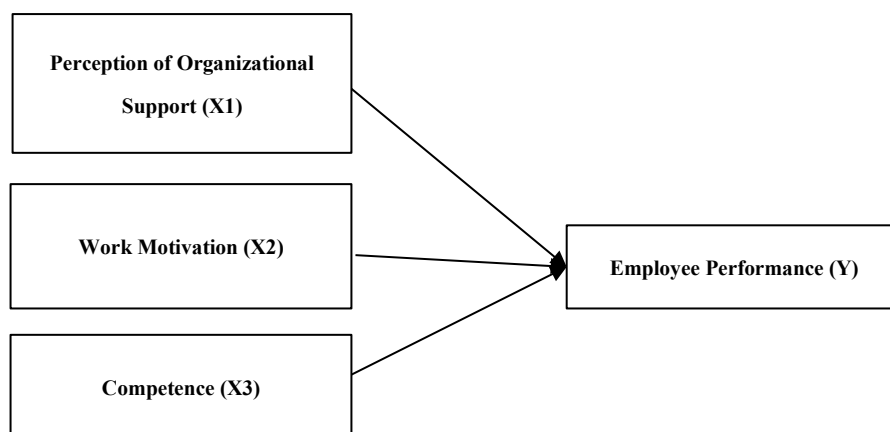 Perception of Organizational
Support (X1)
Work Motivation (X2)
Employee Performance (Y)
Competence (X3)